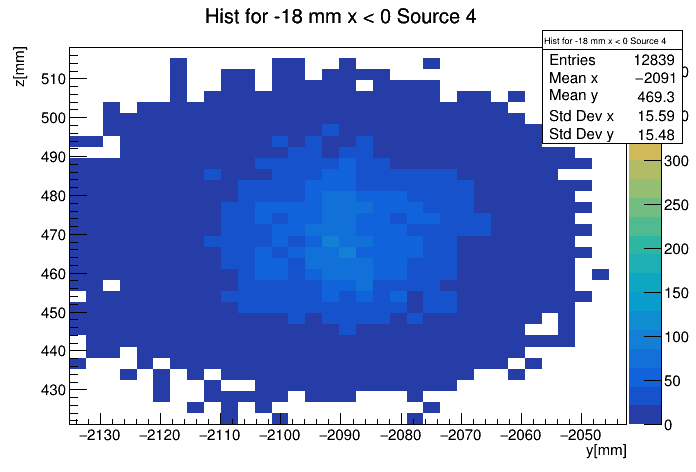 Hist for -18 mm x < 0 Source 4
z[mm]
Hist for -18 mm x < 0 Source 4
Entries 12839
Mean x −2091
Mean y 469.3
Std Dev x 15.59
Std Dev y 15.48
510
500
490
480
470
460
450
440
430
0
0
300
250
200
150
100
50
0
−2130 −2120 −2110 −2100 −2090 −2080 −2070 −2060 −2050
y[mm]